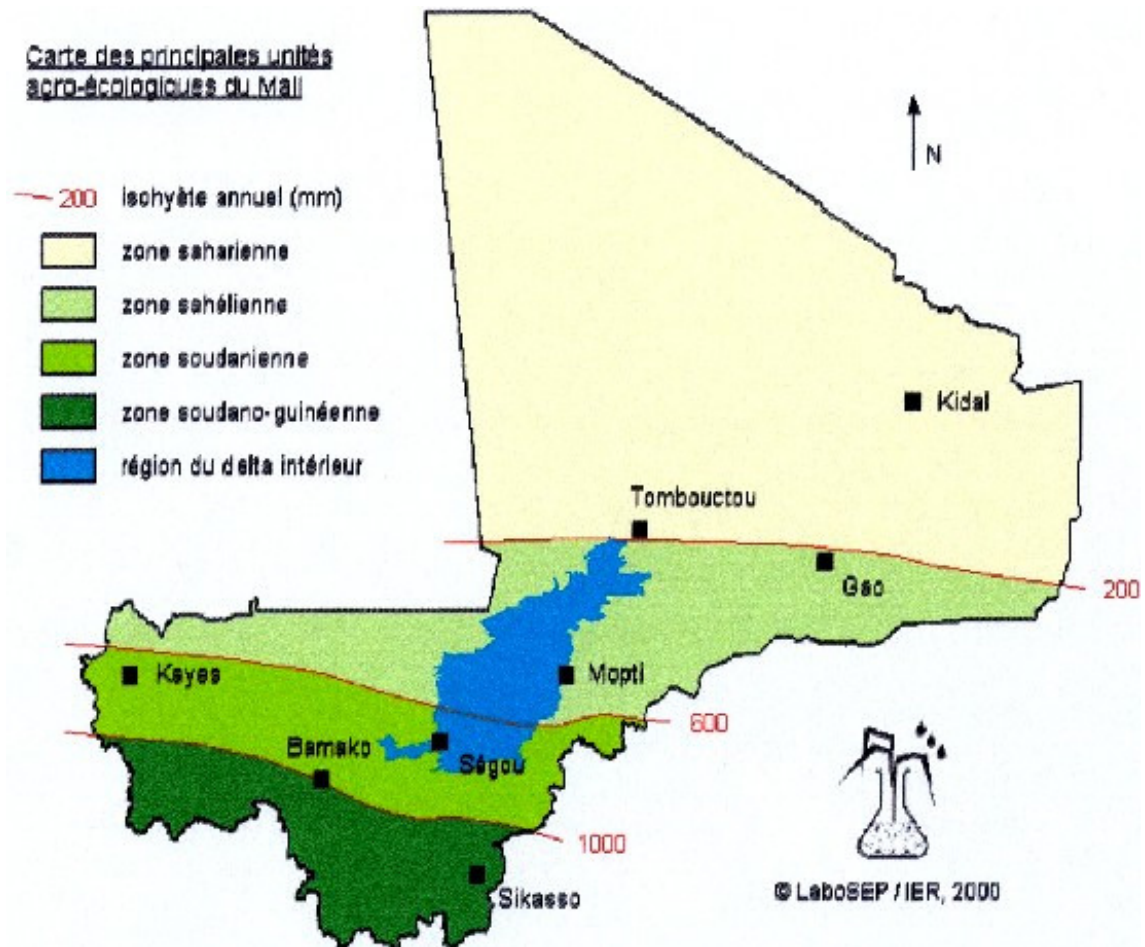 Carte des principales unités
agro-écologiques du Mali
200 isohyète annuel (mm)
zone saharienne
zone sahélienne
zone soudanienne
zone soudano-guinéenne
région du delta intérieur
N
Kidal
Tombouctou
Gao
200
Kayes
Mopti
600
Bamako
Ségou
1000
Sikasso
© LaboSEP / IER, 2000